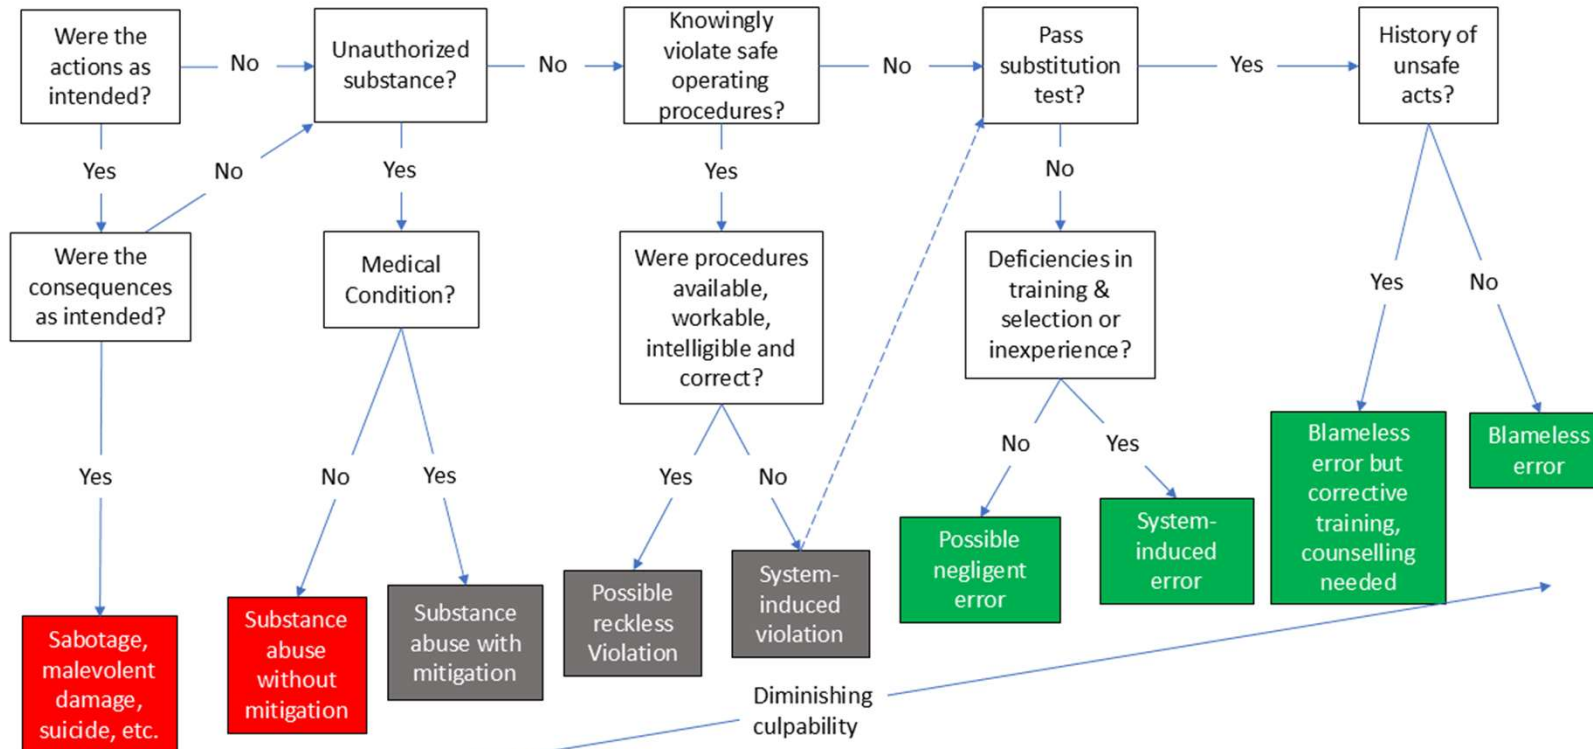 Were the
actions as
intended?
No
Unauthorized
substance?
No
Knowingly
violate safe
operating
procedures?
No
Pass
substitution
test?
Yes
History of
unsafe
acts?
Yes
No
Yes
Yes
No
Were the
consequences
as intended?
Medical
Condition?
Were procedures
available,
workable,
intelligible and
correct?
Deficiencies in
training &
selection or
inexperience?
Yes
No
Yes
No
Yes
Yes
No
No
Yes
Sabotage,
malevolent
damage,
suicide, etc.
Substance
abuse
without
mitigation
Substance
abuse with
mitigation
Possible
reckless
Violation
System-
induced
violation
Possible
negligent
error
System-
induced
error
Blameless
error but
corrective
training,
counselling
needed
Blameless
error
Diminishing
culpability